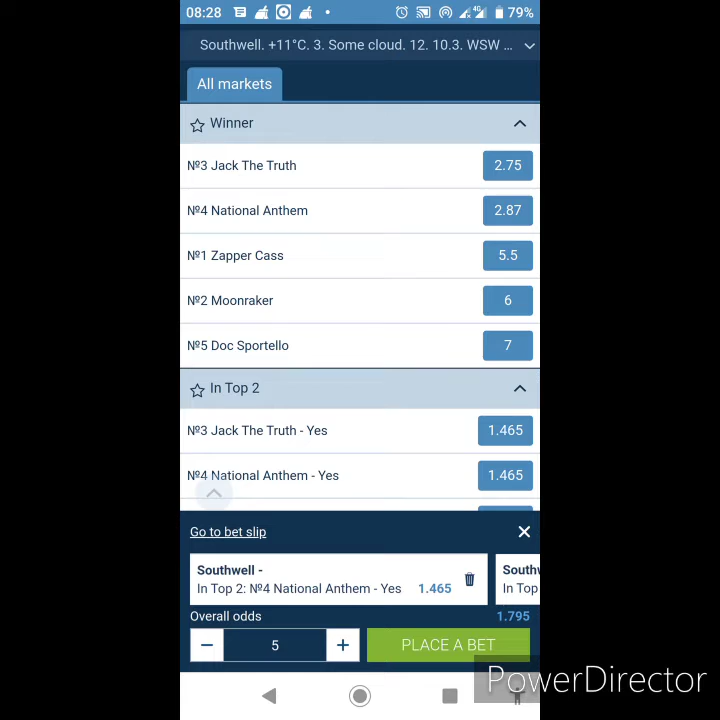 08:28 4G 79%
Southwell. +11°C. 3. Some cloud. 12. 10.3. WSW ...
All markets
Winner
№3 Jack The Truth 2.75
№4 National Anthem 2.87
№1 Zapper Cass 5.5
№2 Moonraker 6
№5 Doc Sportello 7
In Top 2
№3 Jack The Truth - Yes 1.465
№4 National Anthem - Yes 1.465
Go to bet slip
Southwell -
In Top 2: №4 National Anthem - Yes 1.465
South
In Top
Overall odds 1.795
− 5 + PLACE A BET
PowerDirector